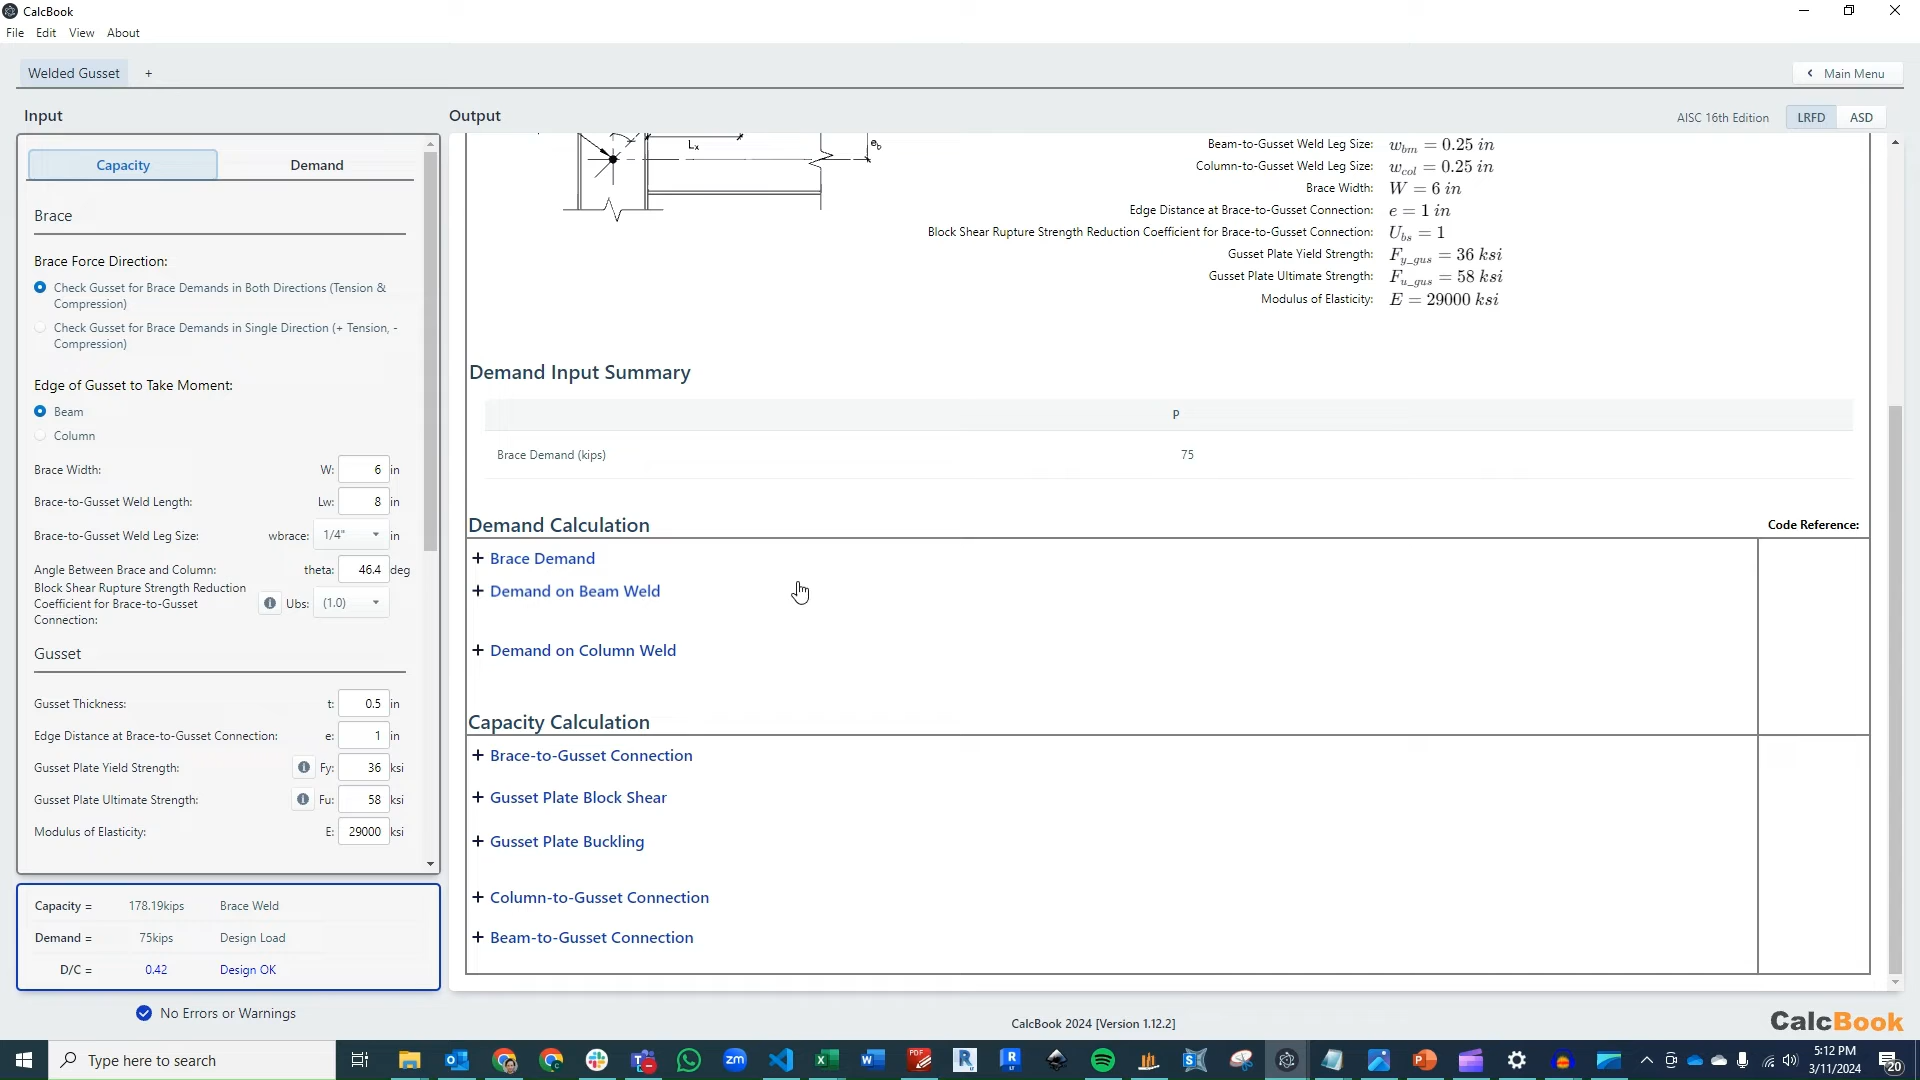 CalcBook
File Edit View About
Welded Gusset +
Main Menu
Input
Output
AISC 16th Edition LRFD ASD
Capacity Demand
Brace
Brace Force Direction:
Check Gusset for Brace Demands in Both Directions (Tension &
Compression)
Check Gusset for Brace Demands in Single Direction (+ Tension, -
Compression)
Edge of Gusset to Take Moment:
Beam
Column
Brace Width: W: 6 in
Brace-to-Gusset Weld Length: Lw: 8 in
Brace-to-Gusset Weld Leg Size: wbrace: 1/4" in
Angle Between Brace and Column: theta: 46.4 deg
Block Shear Rupture Strength Reduction
Coefficient for Brace-to-Gusset Ubs: (1.0)
Connection:
Gusset
Gusset Thickness: t: 0.5 in
Edge Distance at Brace-to-Gusset Connection: e: 1 in
Gusset Plate Yield Strength: Fy: 36 ksi
Gusset Plate Ultimate Strength: Fu: 58 ksi
Modulus of Elasticity: E: 29000 ksi
Capacity = 178.19kips Brace Weld
Demand = 75kips Design Load
D/C = 0.42 Design OK
No Errors or Warnings
Lx
eb
Beam-to-Gusset Weld Leg Size: w_bm = 0.25 in
Column-to-Gusset Weld Leg Size: w_col = 0.25 in
Brace Width: W = 6 in
Edge Distance at Brace-to-Gusset Connection: e = 1 in
Block Shear Rupture Strength Reduction Coefficient for Brace-to-Gusset Connection: U_bs = 1
Gusset Plate Yield Strength: F_y_gus = 36 ksi
Gusset Plate Ultimate Strength: F_u_gus = 58 ksi
Modulus of Elasticity: E = 29000 ksi
Demand Input Summary
P
Brace Demand (kips) 75
Demand Calculation Code Reference:
+ Brace Demand
+ Demand on Beam Weld
+ Demand on Column Weld
Capacity Calculation
+ Brace-to-Gusset Connection
+ Gusset Plate Block Shear
+ Gusset Plate Buckling
+ Column-to-Gusset Connection
+ Beam-to-Gusset Connection
CalcBook 2024 [Version 1.12.2]
CalcBook
Type here to search
zm
PDF
5:12 PM
3/11/2024
20